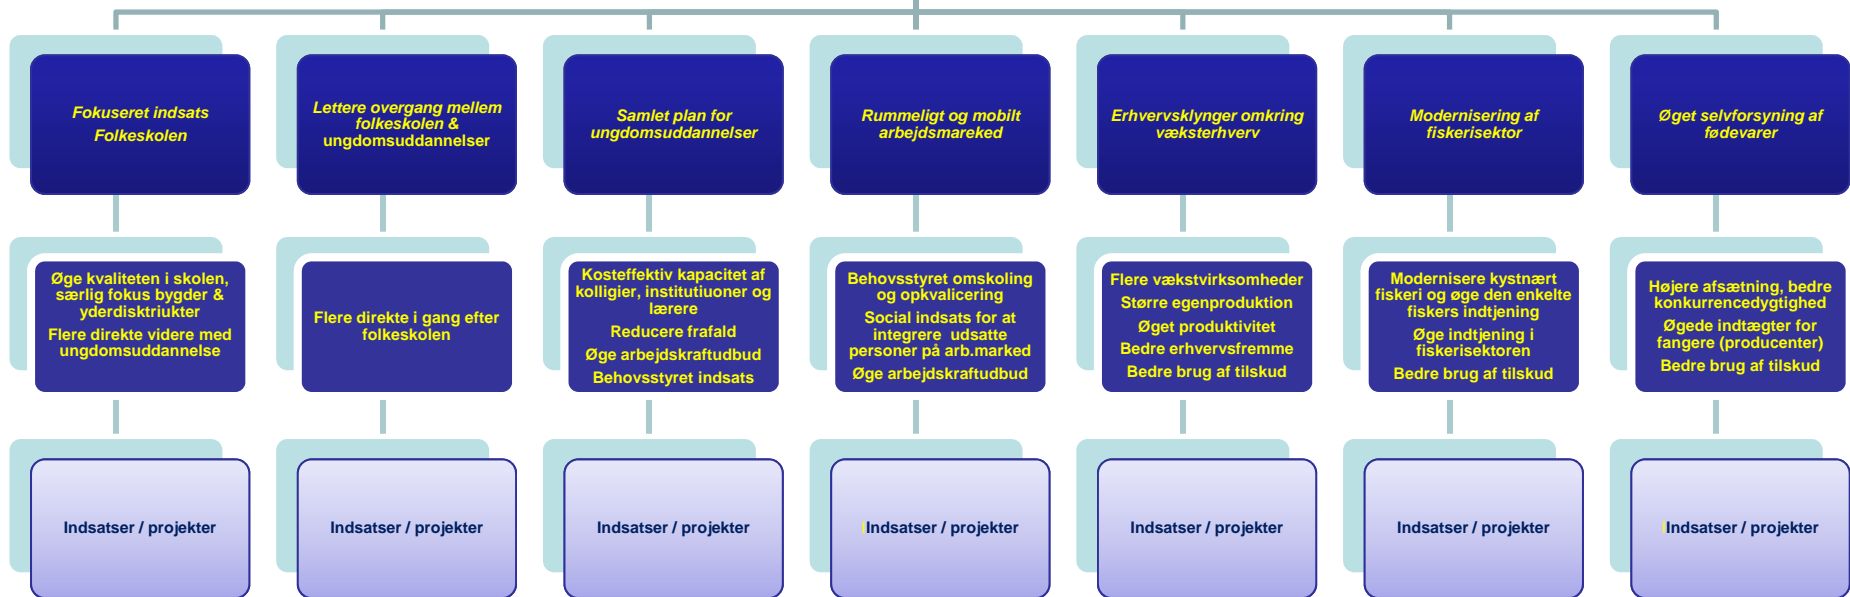 Fokuseret indsats
Folkeskolen
Lettere overgang mellem
folkeskolen &
ungdomsuddannelser
Samlet plan for
ungdomsuddannelser
Rummeligt og mobilt
arbejdsmareked
Erhvervsklynger omkring
væksterhverv
Modernisering af
fiskerisektor
Øget selvforsyning af
fødevarer
Øge kvaliteten i skolen,
særlig fokus bygder &
yderdisktriukter
Flere direkte videre med
ungdomsuddannelse
Flere direkte i gang efter
folkeskolen
Kosteffektiv kapacitet af
kolligier, institutiuoner og
lærere
Reducere frafald
Øge arbejdskraftudbud
Behovsstyret indsats
Behovsstyret omskoling
og opkvalicering
Social indsats for at
integrere udsatte
personer på arb.marked
Øge arbejdskraftudbud
Flere vækstvirksomheder
Større egenproduktion
Øget produktivitet
Bedre erhvervsfremme
Bedre brug af tilskud
Modernisere kystnært
fiskeri og øge den enkelte
fiskers indtjening
Øge indtjening i
fiskerisektoren
Bedre brug af tilskud
Højere afsætning, bedre
konkurrencedygtighed
Øgede indtægter for
fangere (producenter)
Bedre brug af tilskud
Indsatser / projekter
Indsatser / projekter
Indsatser / projekter
Indsatser / projekter
Indsatser / projekter
Indsatser / projekter
Indsatser / projekter